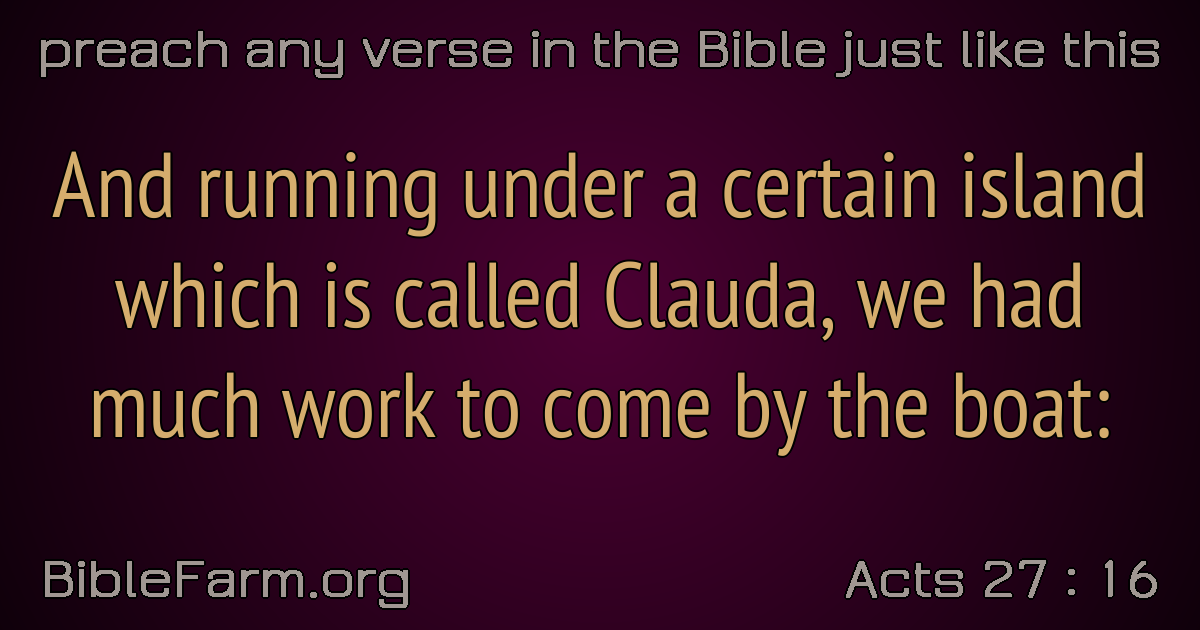 preach any verse in the Bible just like this
And running under a certain island
which is called Clauda, we had
much work to come by the boat:
BibleFarm.org
Acts 27 : 16